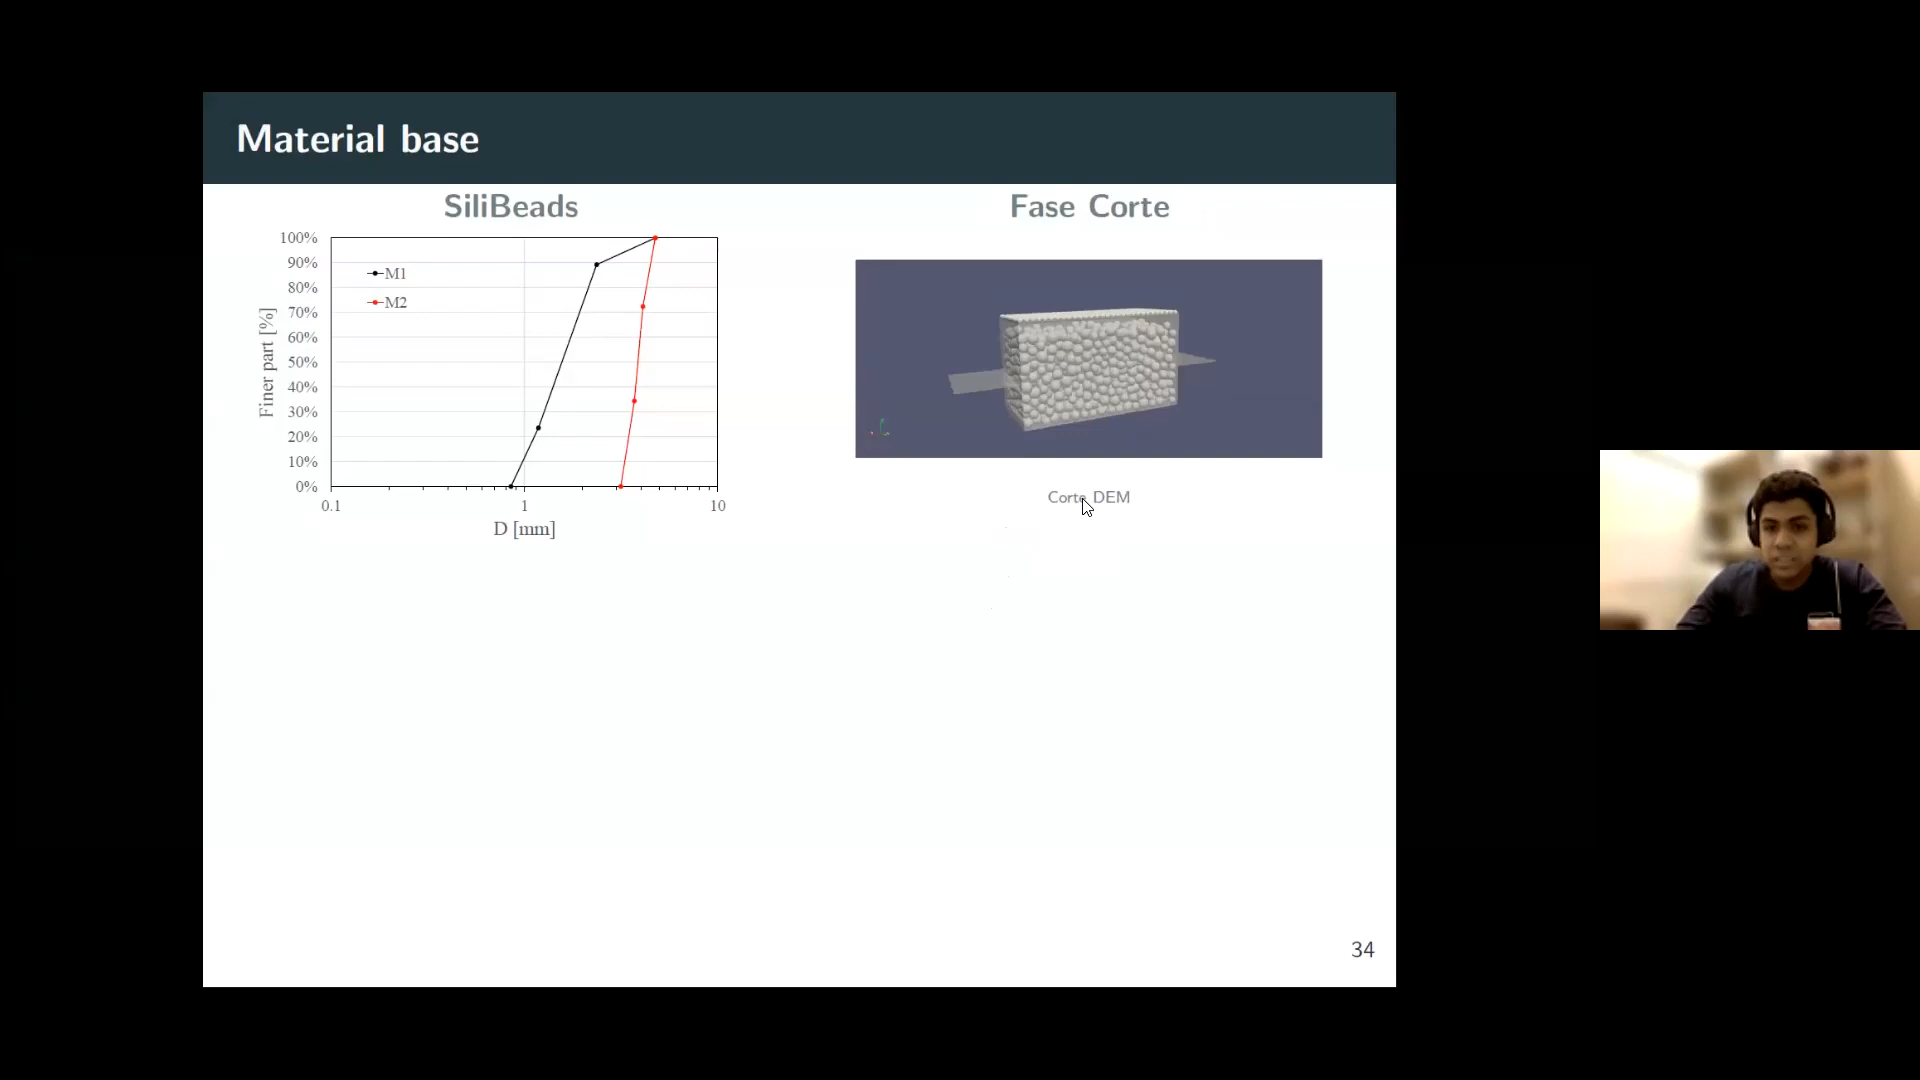 Material base
SiliBeads
Fase Corte
100%
90%
80%
70%
60%
50%
40%
30%
20%
10%
0%
Finer part [%]
M1
M2
0.1
1
10
D [mm]
Corte DEM
34